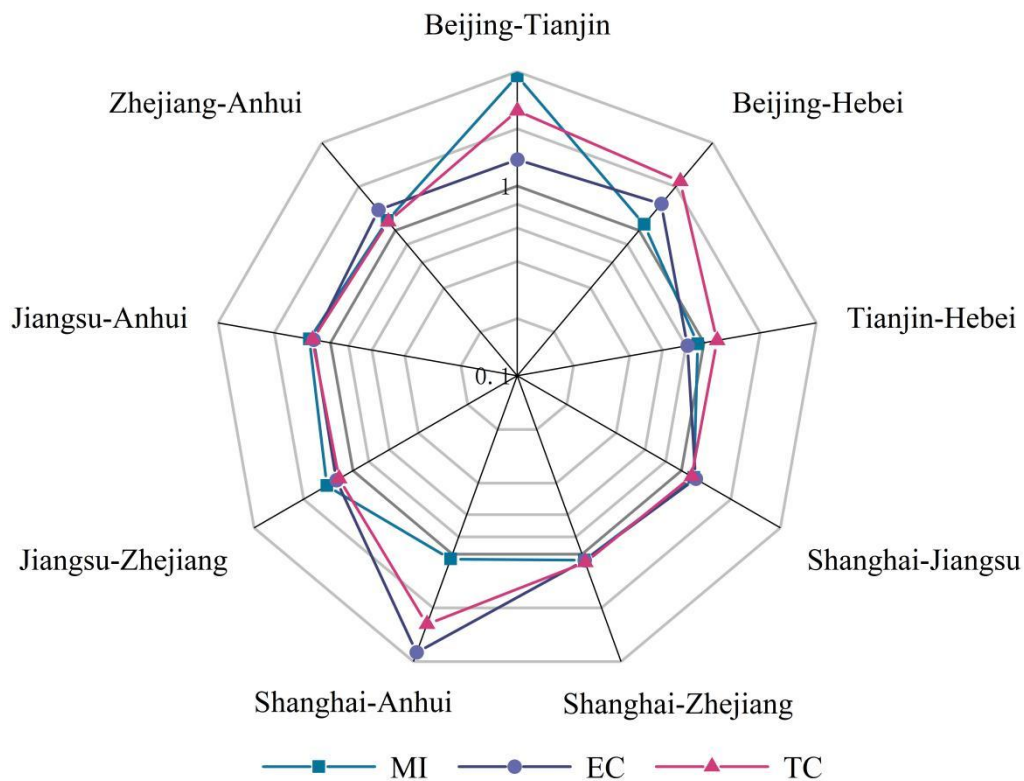 Beijing-Tianjin
Zhejiang-Anhui
Beijing-Hebei
1
Jiangsu-Anhui
Tianjin-Hebei
0.1
Jiangsu-Zhejiang
Shanghai-Jiangsu
Shanghai-Anhui
Shanghai-Zhejiang
MI EC TC